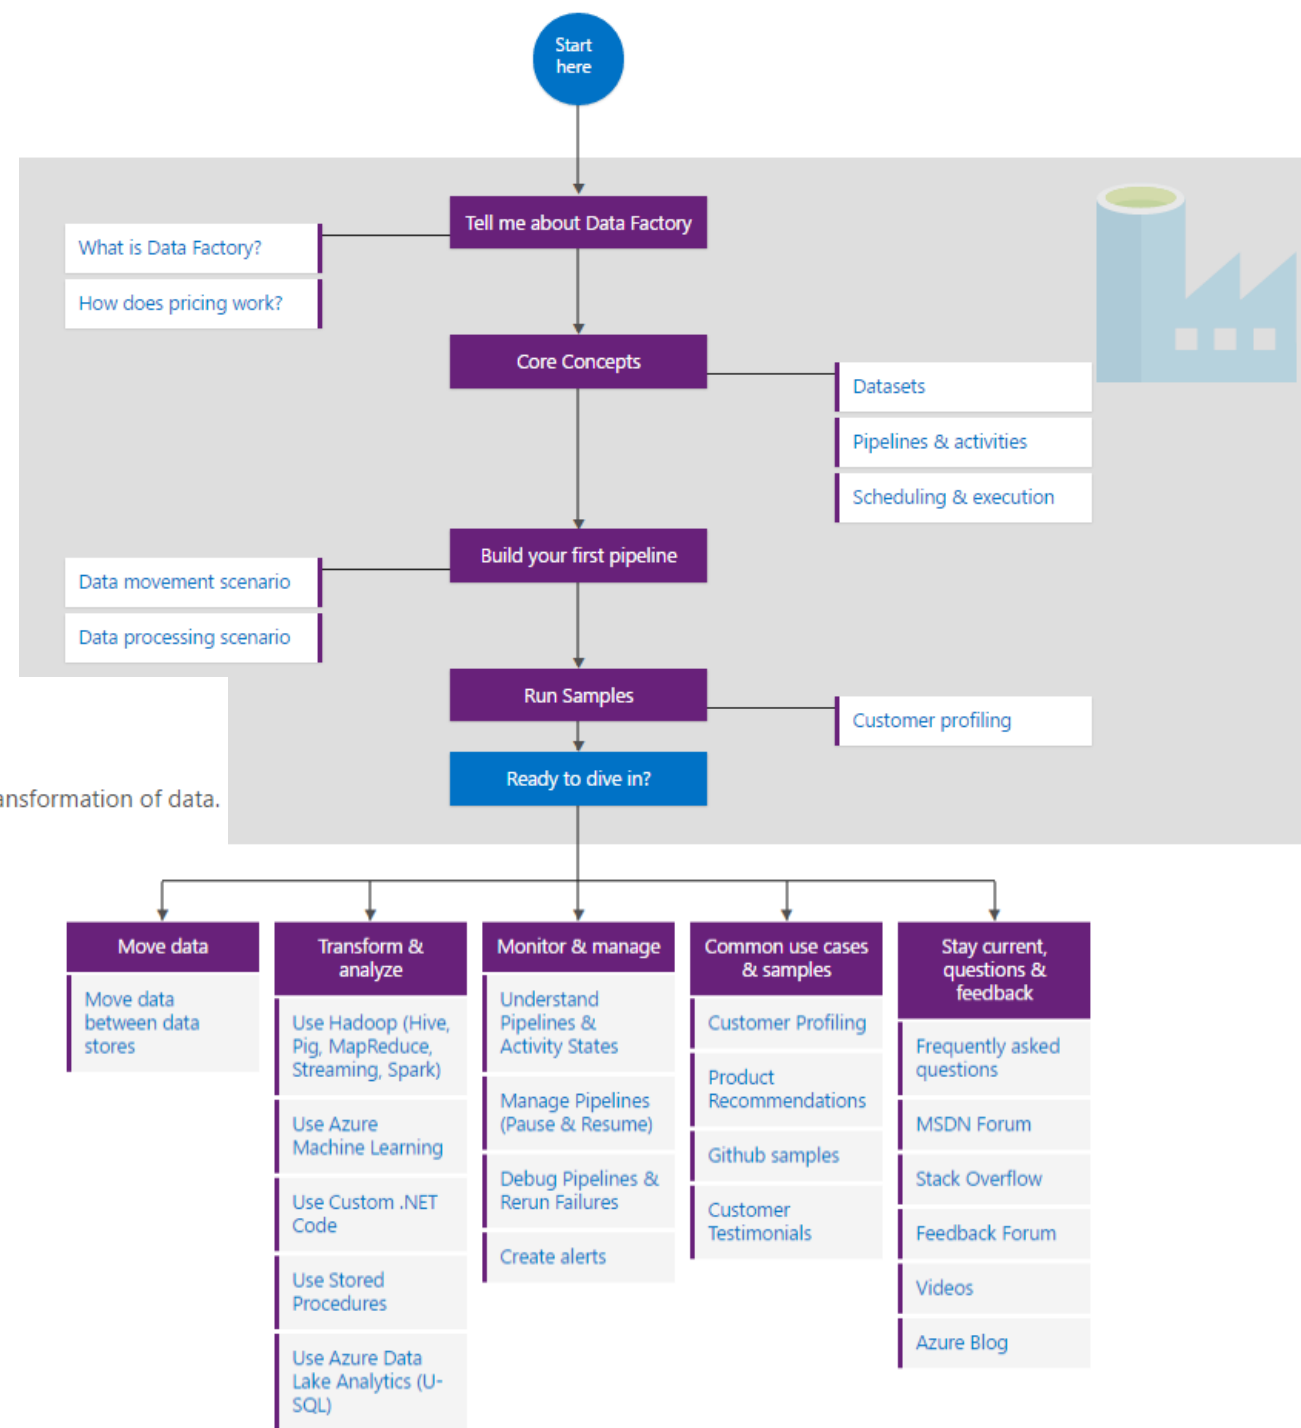 Start
here
Tell me about Data Factory
What is Data Factory?
How does pricing work?
Core Concepts
Datasets
Pipelines & activities
Scheduling & execution
Build your first pipeline
Data movement scenario
Data processing scenario
Run Samples
Customer profiling
Ready to dive in?
ansformation of data.
Move data
Move data
between data
stores
Transform &
analyze
Use Hadoop (Hive,
Pig, MapReduce,
Streaming, Spark)
Use Azure
Machine Learning
Use Custom .NET
Code
Use Stored
Procedures
Use Azure Data
Lake Analytics (U-
SQL)
Monitor & manage
Understand
Pipelines &
Activity States
Manage Pipelines
(Pause & Resume)
Debug Pipelines &
Rerun Failures
Create alerts
Common use cases
& samples
Customer Profiling
Product
Recommendations
Github samples
Customer
Testimonials
Stay current,
questions &
feedback
Frequently asked
questions
MSDN Forum
Stack Overflow
Feedback Forum
Videos
Azure Blog